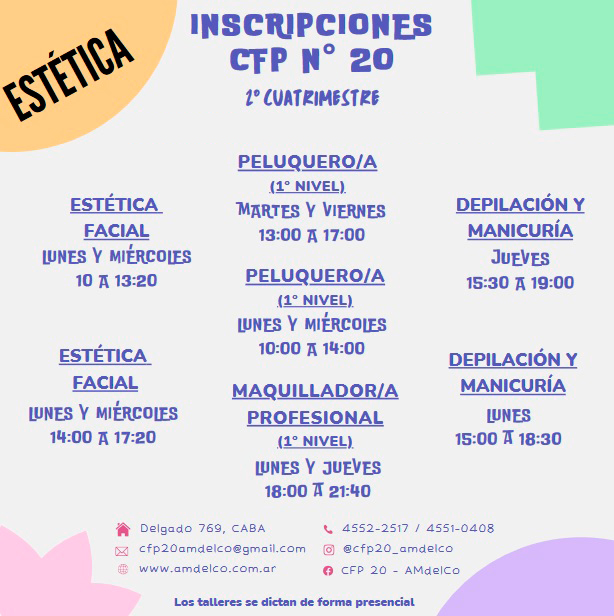 ESTÉTICA
INSCRIPCIONES
CFP N° 20
2° CUATRIMESTRE
ESTÉTICA
FACIAL
LUNES Y MIÉRCOLES
10 A 13:20
ESTÉTICA
FACIAL
LUNES Y MIÉRCOLES
14:00 A 17:20
PELUQUERO/A
(1° NIVEL)
MARTES Y VIERNES
13:00 A 17:00
PELUQUERO/A
(1° NIVEL)
LUNES Y MIÉRCOLES
10:00 A 14:00
MAQUILLADOR/A
PROFESIONAL
(1° NIVEL)
LUNES Y JUEVES
18:00 A 21:40
DEPILACIÓN Y
MANICURÍA
JUEVES
15:30 A 19:00
DEPILACIÓN Y
MANICURÍA
LUNES
15:00 A 18:30
Delgado 769, CABA
cfp20amdelco@gmail.com
www.amdelco.com.ar
4552-2517 / 4551-0408
@cfp20_amdelco
CFP 20 - AMdelCo
Los talleres se dictan de forma presencial